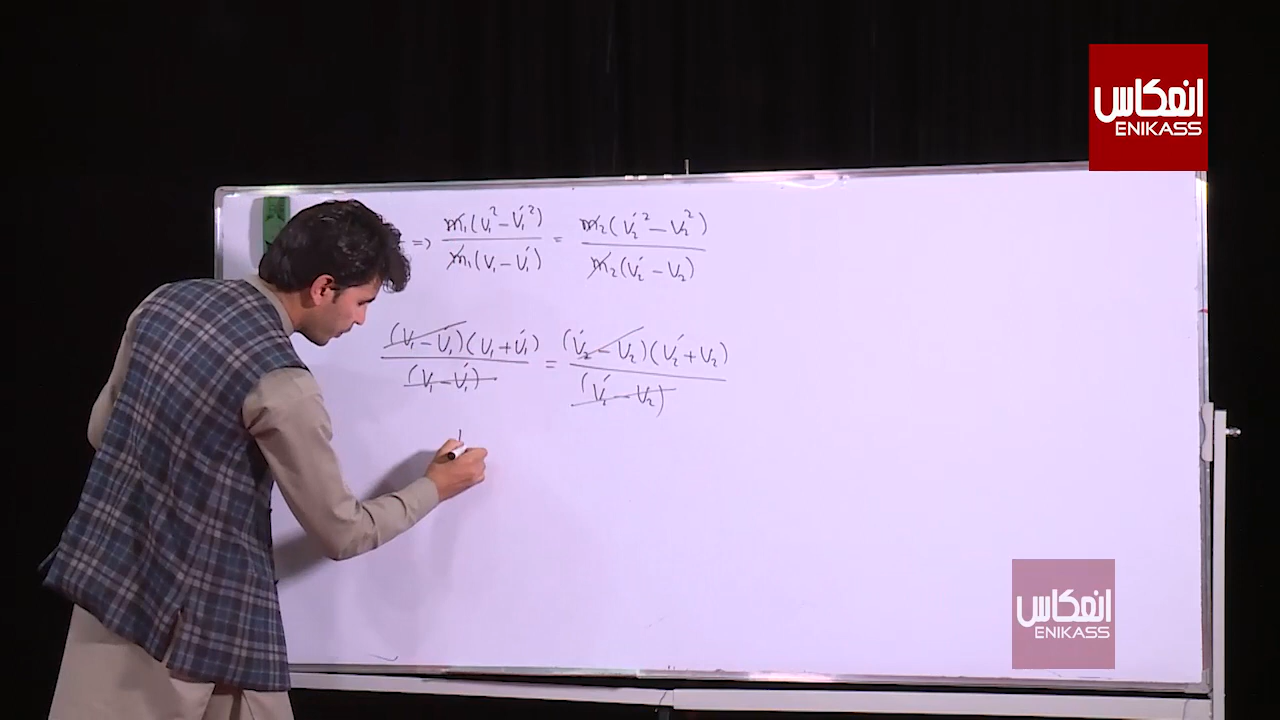 انعکاس
ENIKASS
⇒ m₁(V₁² − V₁′²) / m₁(V₁ − V₁′) = m₂(V₂′² − V₂²) / m₂(V₂′ − V₂)
(V₁ − V₁′)(V₁ + V₁′) / (V₁ − V₁′) = (V₂′ − V₂)(V₂′ + V₂) / (V₂′ − V₂)
انعکاس
ENIKASS